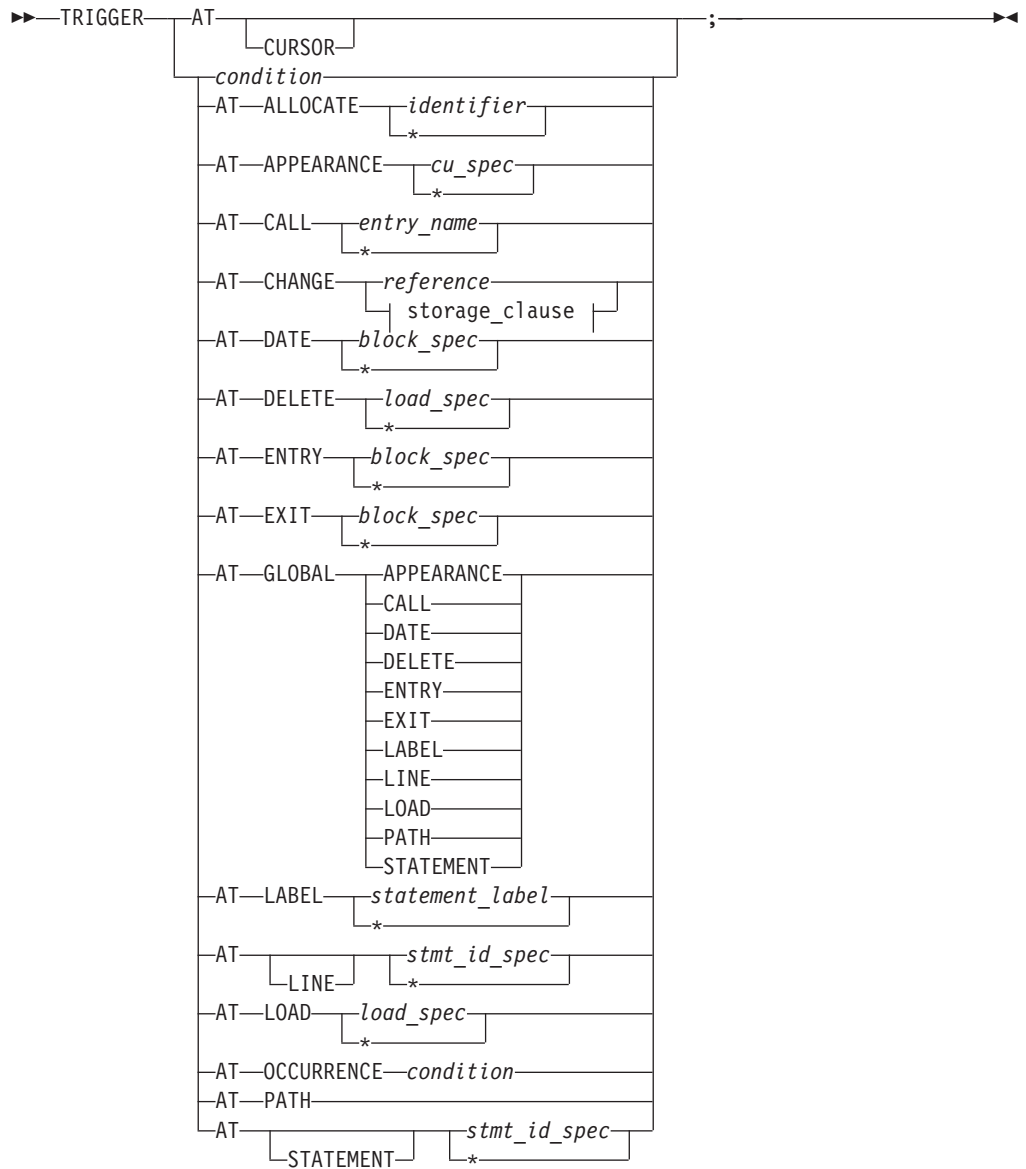 TRIGGER AT ;
CURSOR
condition
AT ALLOCATE identifier
*
AT APPEARANCE cu_spec
*
AT CALL entry_name
*
AT CHANGE reference
storage_clause
AT DATE block_spec
*
AT DELETE load_spec
*
AT ENTRY block_spec
*
AT EXIT block_spec
*
AT GLOBAL APPEARANCE
CALL
DATE
DELETE
ENTRY
EXIT
LABEL
LINE
LOAD
PATH
STATEMENT
AT LABEL statement_label
*
AT stmt_id_spec
LINE *
AT LOAD load_spec
*
AT OCCURRENCE condition
AT PATH
AT stmt_id_spec
STATEMENT *